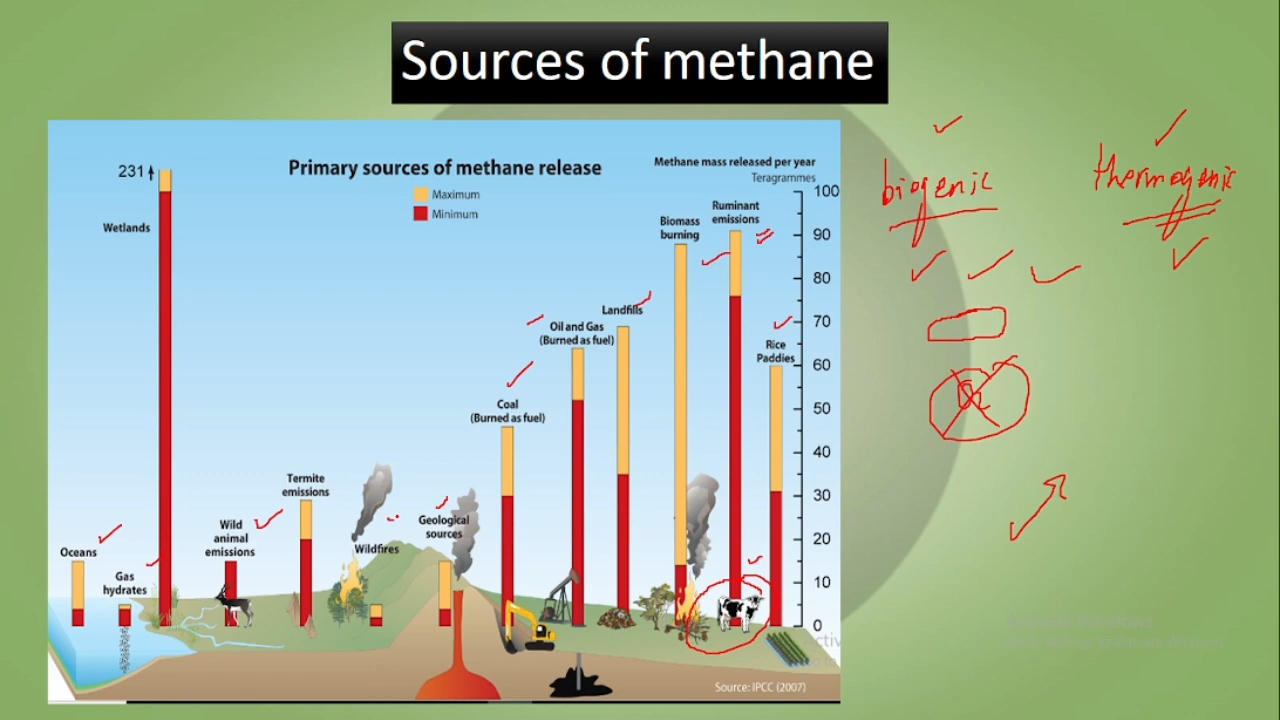 Sources of methane
Primary sources of methane release
Maximum
Minimum
Methane mass released per year
Teragrammes
231
Wetlands
100
90
80
70
60
50
40
30
20
10
0
Oceans
Gas
hydrates
Wild
animal
emissions
Termite
emissions
Wildfires
Geological
sources
Coal
(Burned as fuel)
Oil and Gas
(Burned as fuel)
Landfills
Biomass
burning
Ruminant
emissions
Rice
Paddies
Source: IPCC (2007)
biogenic
thermogenic